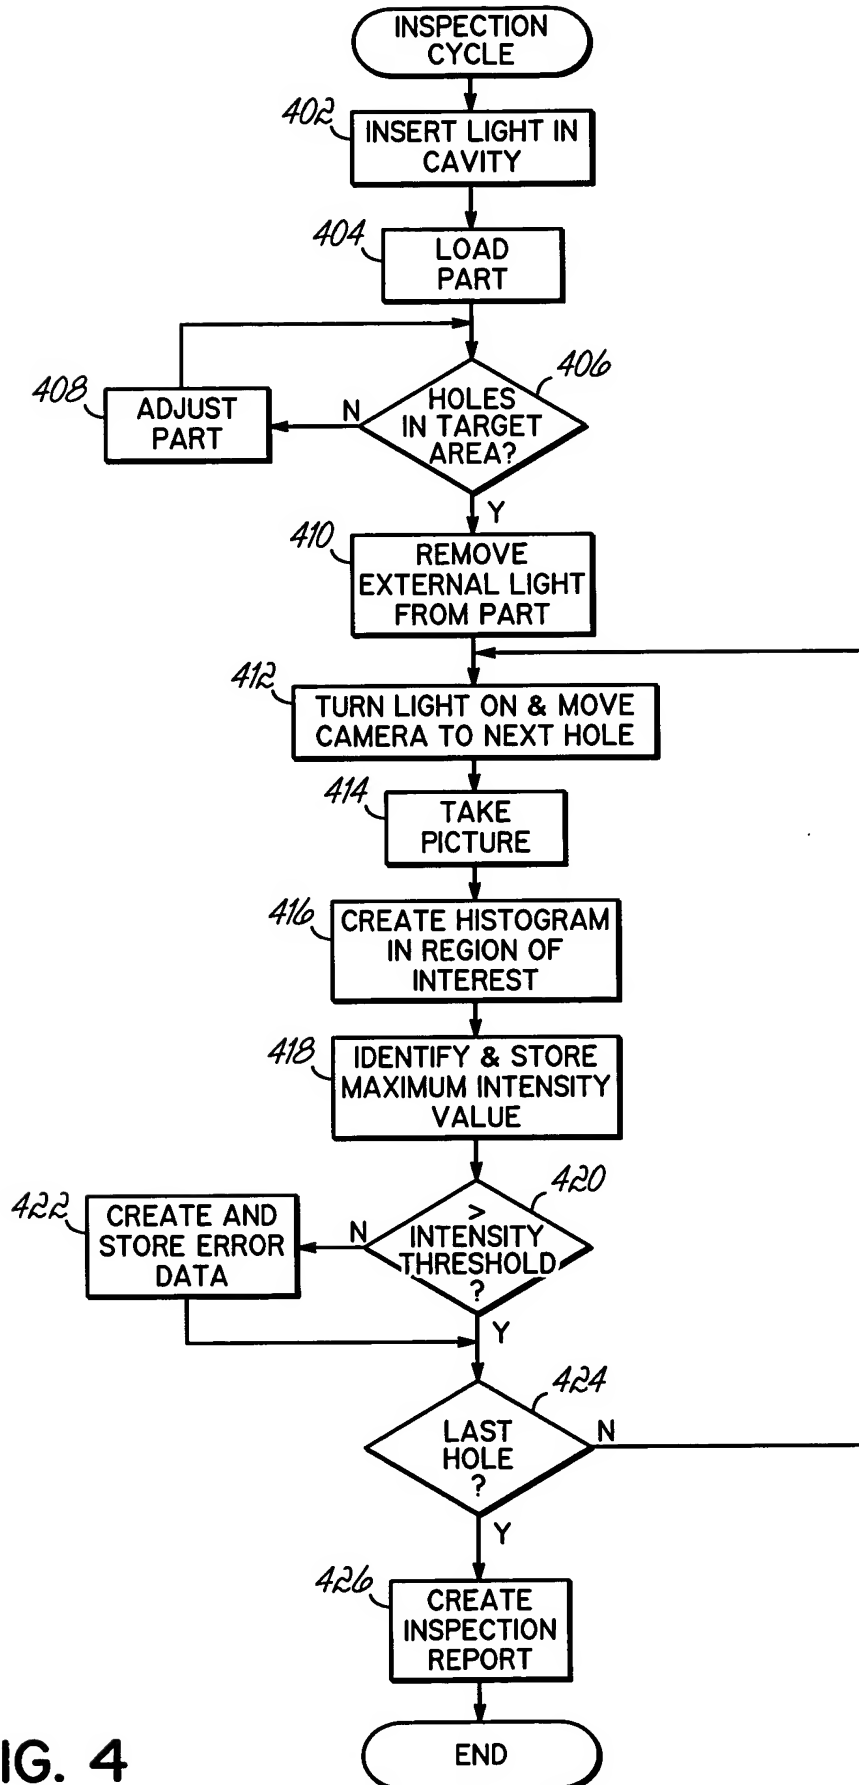 INSPECTION
CYCLE
402
INSERT LIGHT IN
CAVITY
404
LOAD
PART
406
HOLES
IN TARGET
AREA?
N
408
ADJUST
PART
Y
410
REMOVE
EXTERNAL LIGHT
FROM PART
412
TURN LIGHT ON & MOVE
CAMERA TO NEXT HOLE
414
TAKE
PICTURE
416
CREATE HISTOGRAM
IN REGION OF
INTEREST
418
IDENTIFY & STORE
MAXIMUM INTENSITY
VALUE
420
>
INTENSITY
THRESHOLD
?
N
422
CREATE AND
STORE ERROR
DATA
Y
424
LAST
HOLE
?
N
Y
426
CREATE
INSPECTION
REPORT
END
IG. 4